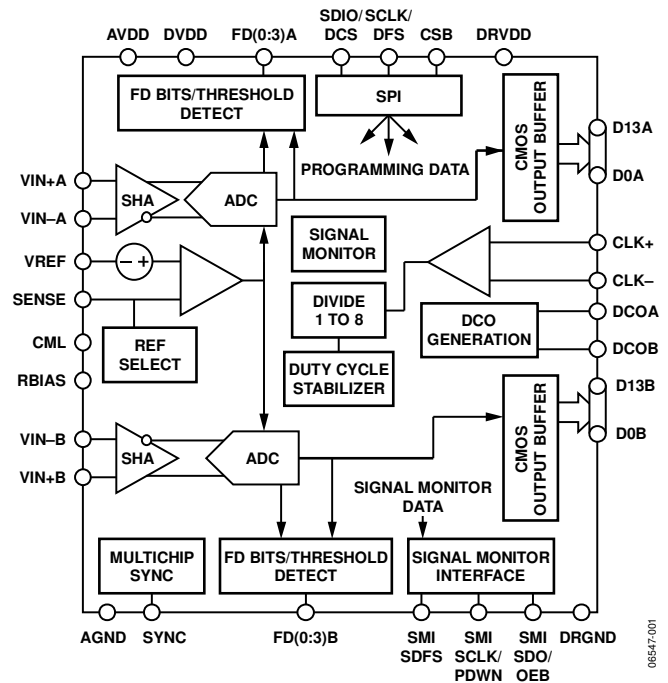 SDIO/ SCLK/
AVDD DVDD FD(0:3)A DCS DFS CSB DRVDD
FD BITS/THRESHOLD
DETECT
SPI
PROGRAMMING DATA
CMOS
OUTPUT BUFFER
D13A
D0A
VIN+A
VIN–A
SHA
ADC
VREF
– +
SENSE
REF
SELECT
CML
RBIAS
SIGNAL
MONITOR
DIVIDE
1 TO 8
DUTY CYCLE
STABILIZER
CLK+
CLK–
DCO
GENERATION
DCOA
DCOB
D13B
D0B
CMOS
OUTPUT BUFFER
VIN–B
VIN+B
SHA
ADC
SIGNAL MONITOR
DATA
MULTICHIP
SYNC
FD BITS/THRESHOLD
DETECT
SIGNAL MONITOR
INTERFACE
AGND SYNC FD(0:3)B SMI SMI SMI DRGND
SDFS SCLK/ SDO/
PDWN OEB
06547-001